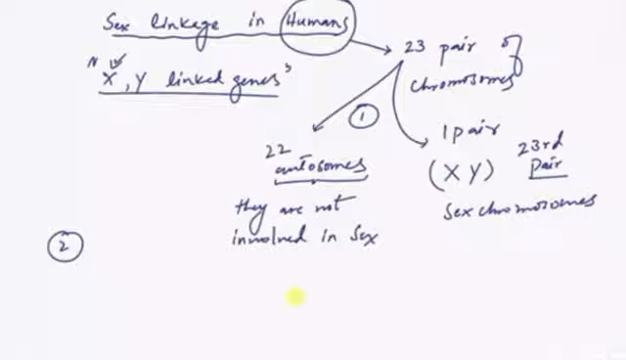 Sex linkage in Humans
23 pair of
chromosomes
"X, Y linked genes"
1
22
autosomes
they are not
involved in sex
1 pair
(X Y)
23rd
pair
sex chromosomes
2